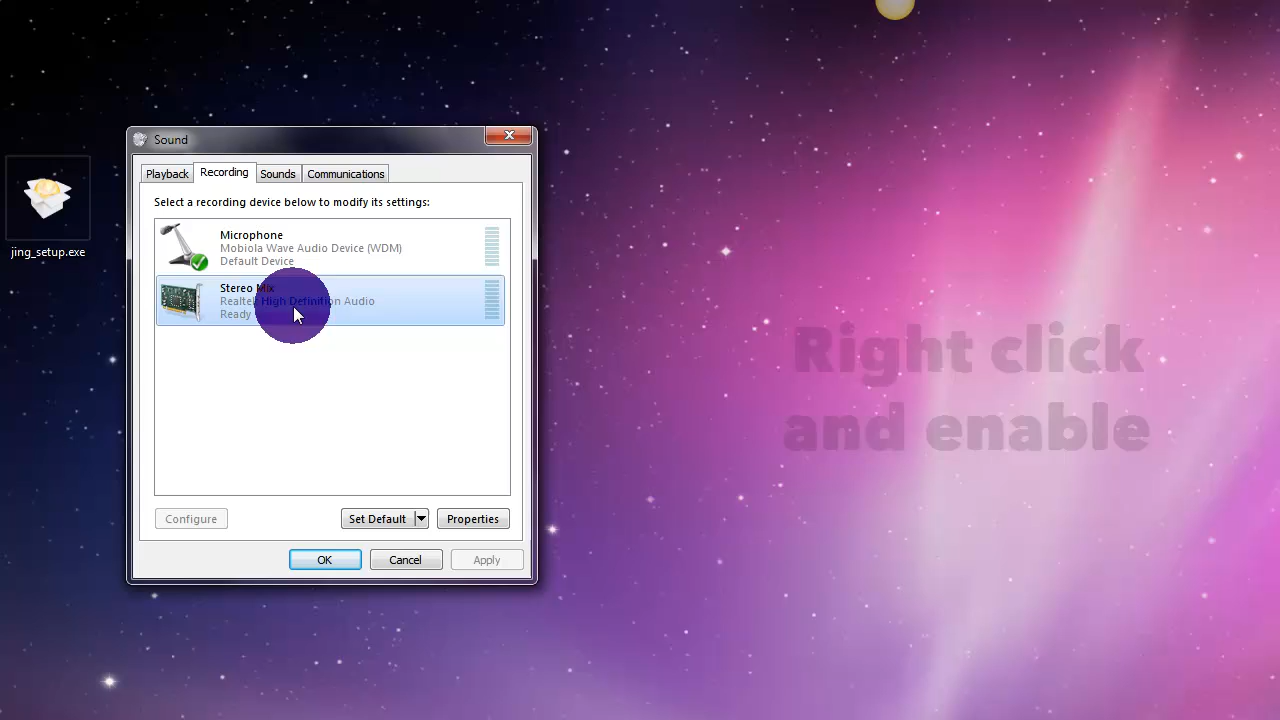 jing_setup.exe
Sound
Playback
Recording
Sounds
Communications
Select a recording device below to modify its settings:
Microphone
Mobiola Wave Audio Device (WDM)
Default Device
Stereo Mix
Realtek High Definition Audio
Ready
Configure
Set Default
Properties
OK
Cancel
Apply
Right click
and enable